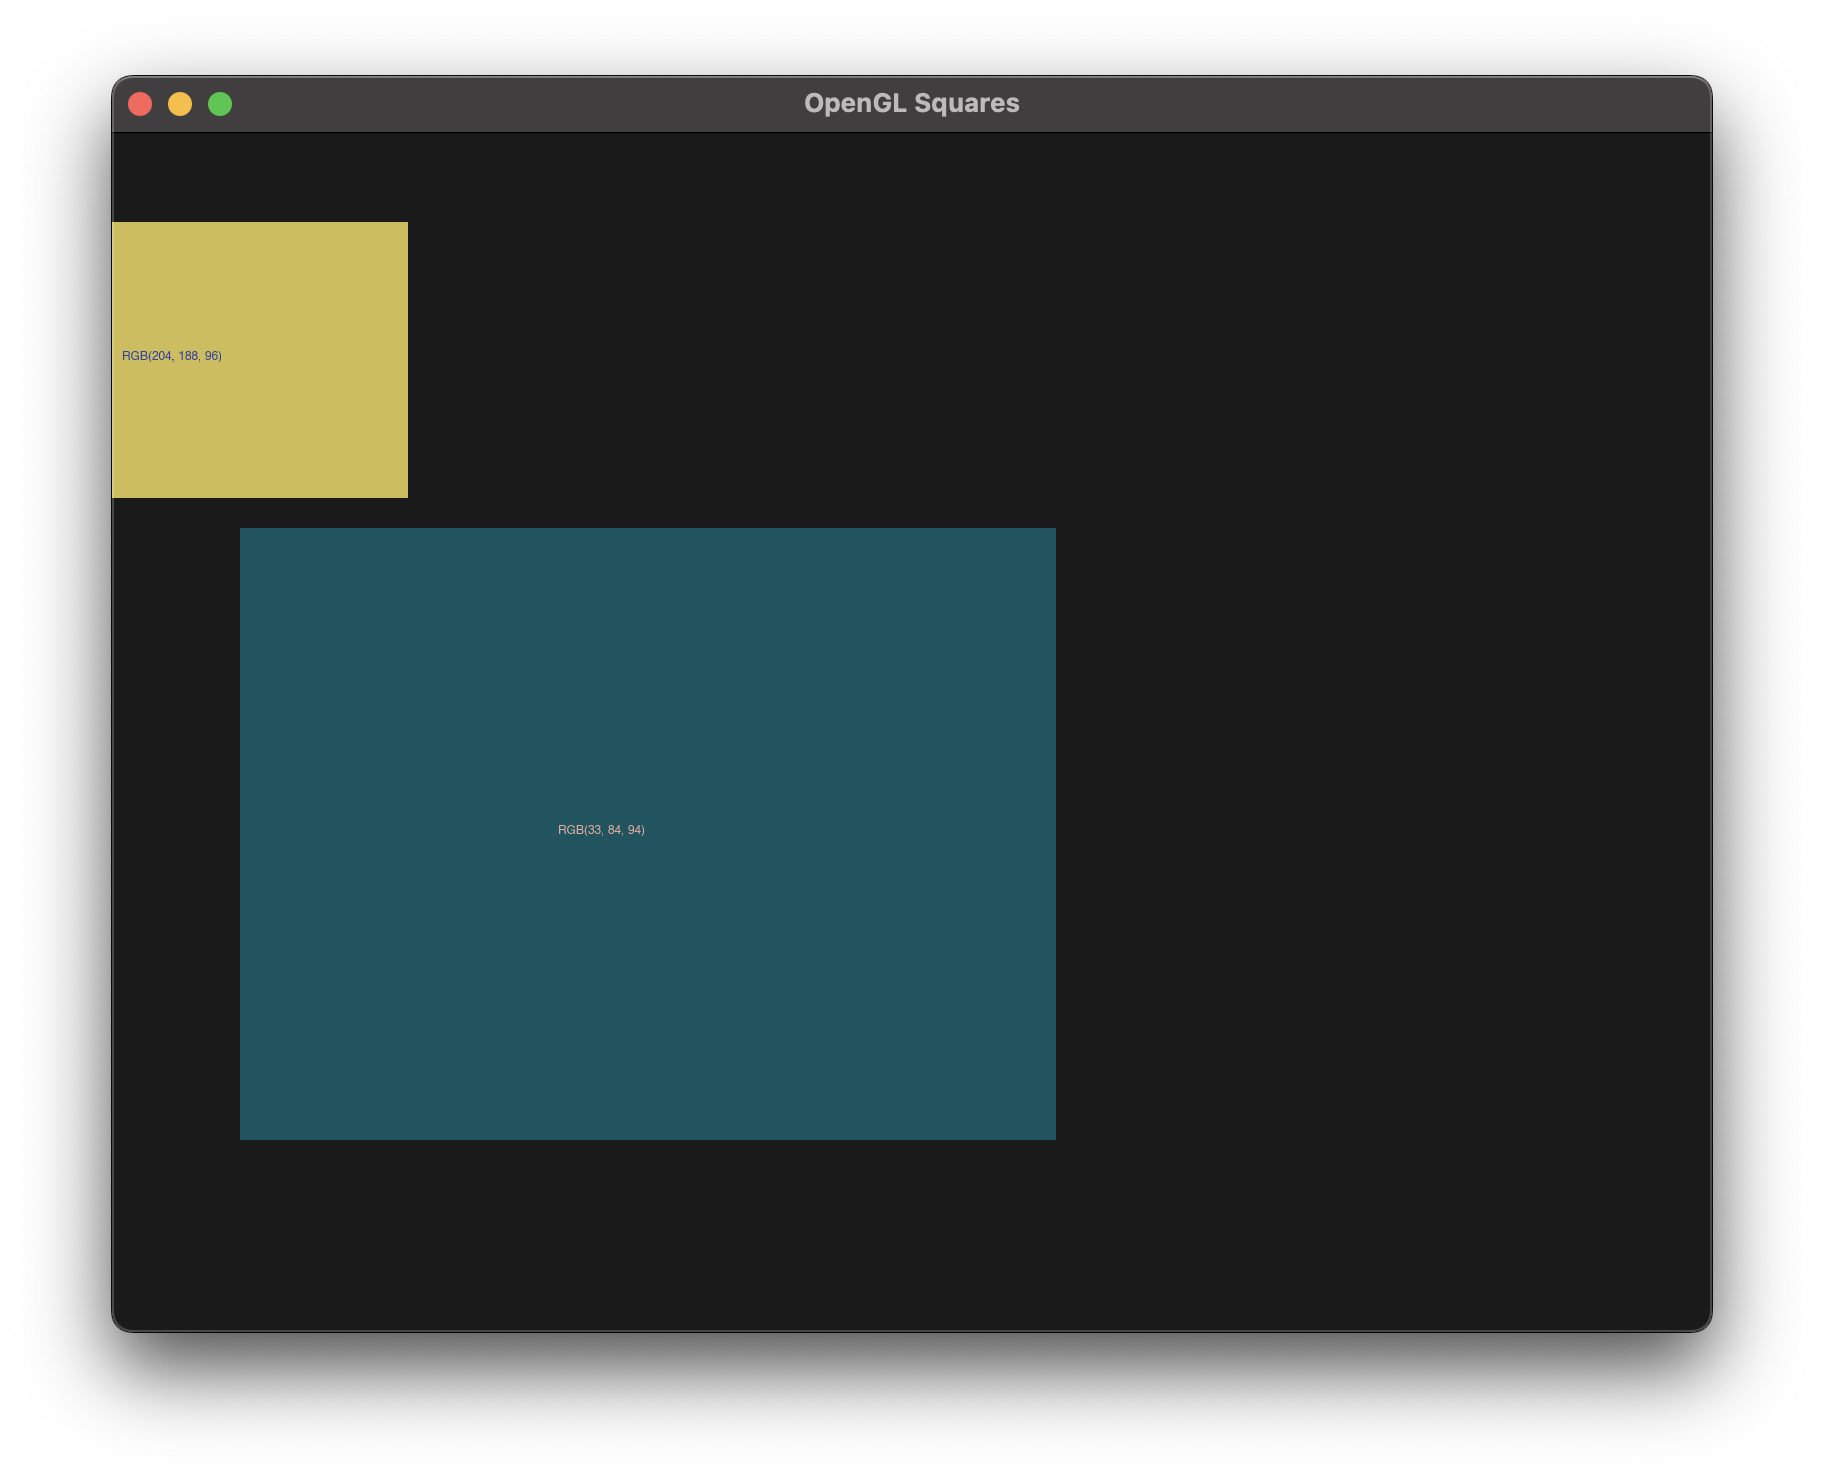 OpenGL Squares
RGB(204, 188, 96)
RGB(33, 84, 94)